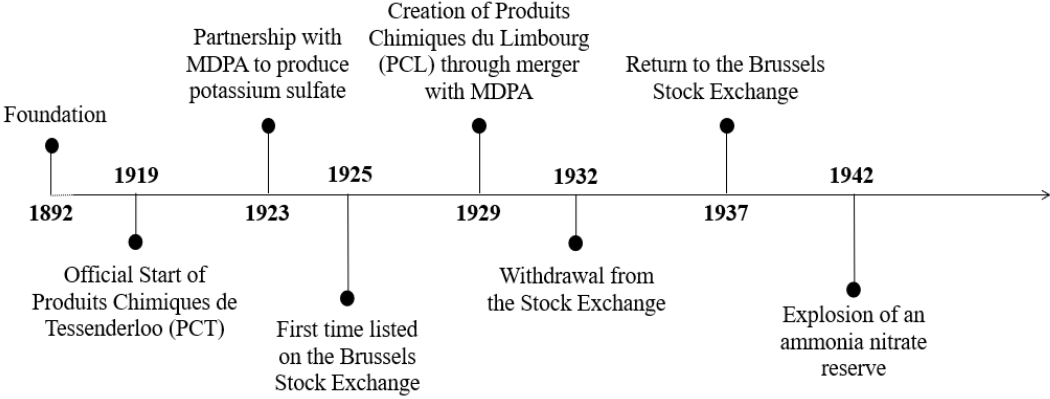 Foundation
1892
1919
Official Start of
Produits Chimiques de
Tessenderloo (PCT)
Partnership with
MDPA to produce
potassium sulfate
1923
1925
First time listed
on the Brussels
Stock Exchange
Creation of Produits
Chimiques du Limbourg
(PCL) through merger
with MDPA
1929
1932
Withdrawal from
the Stock Exchange
Return to the Brussels
Stock Exchange
1937
1942
Explosion of an
ammonia nitrate
reserve